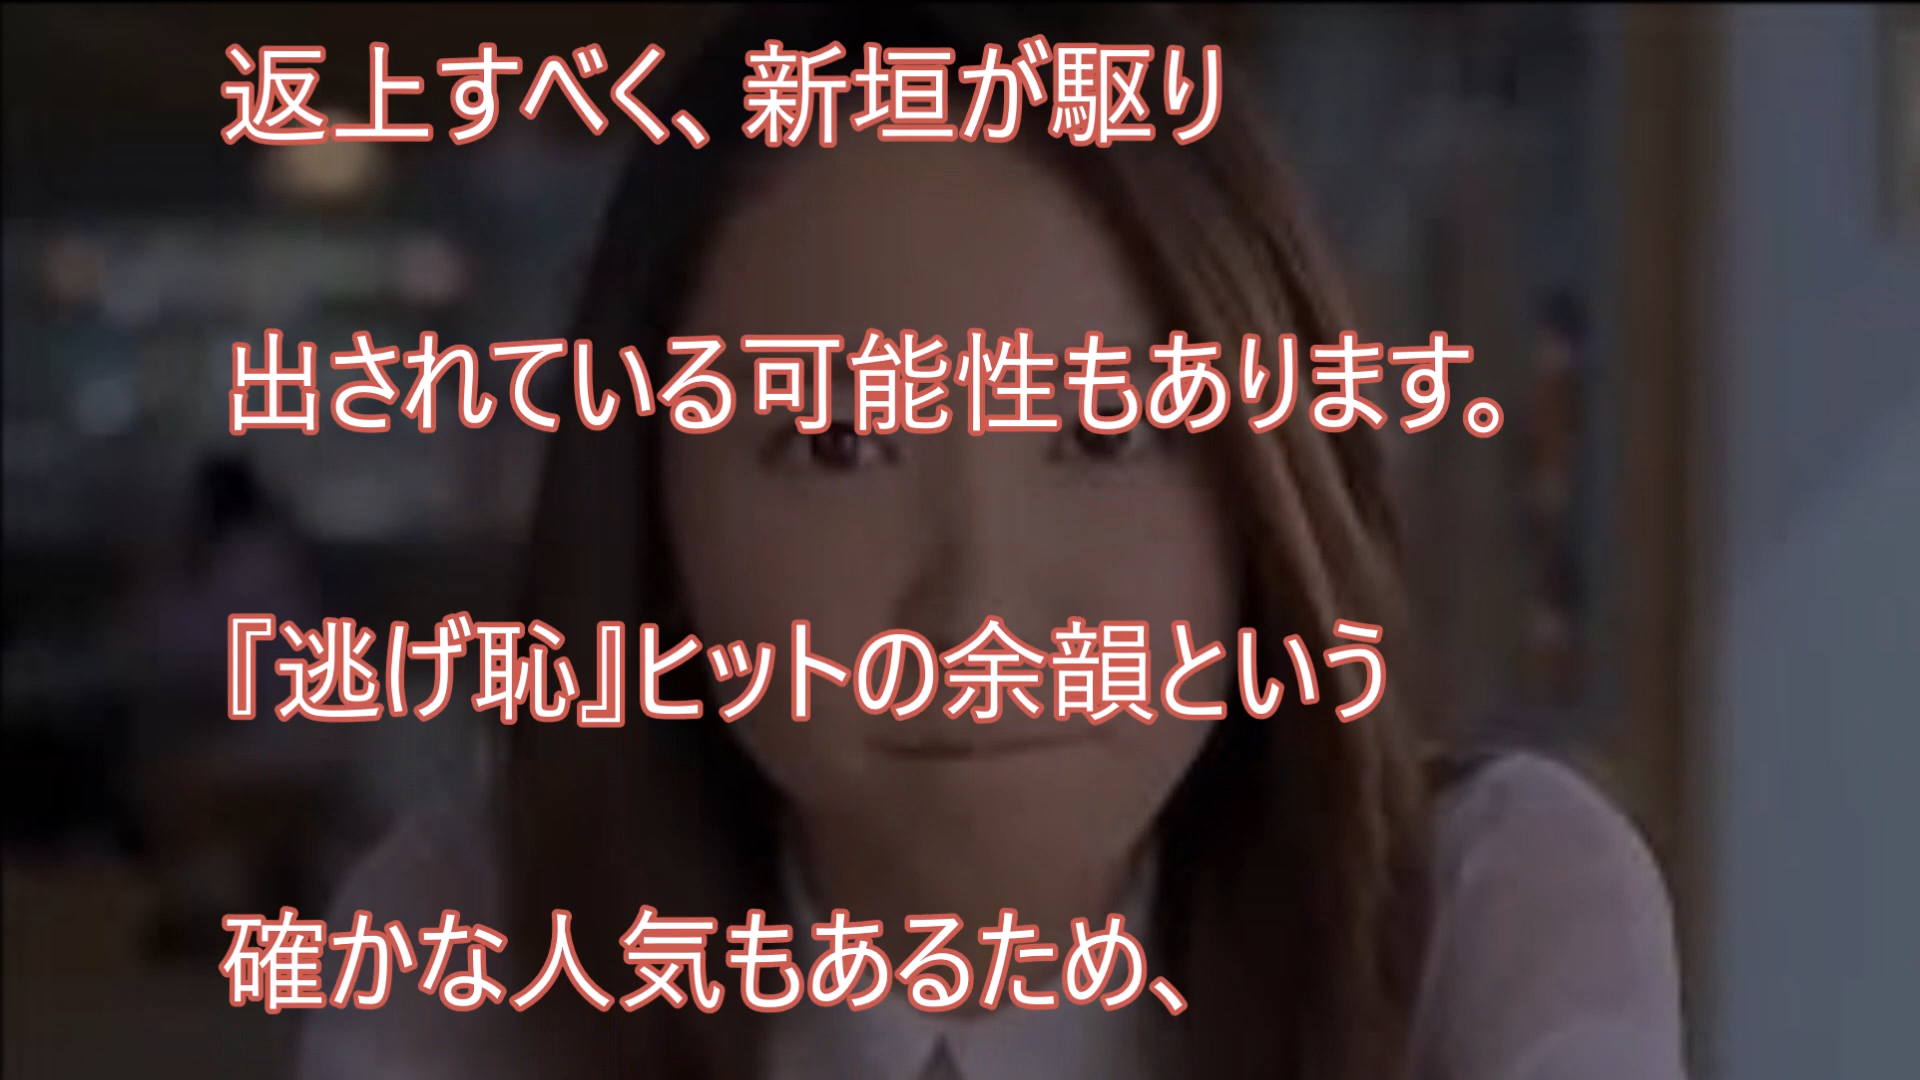 返上すべく、新垣が駆り
出されている可能性もあります。
『逃げ恥』ヒットの余韻という
確かな人気もあるため、